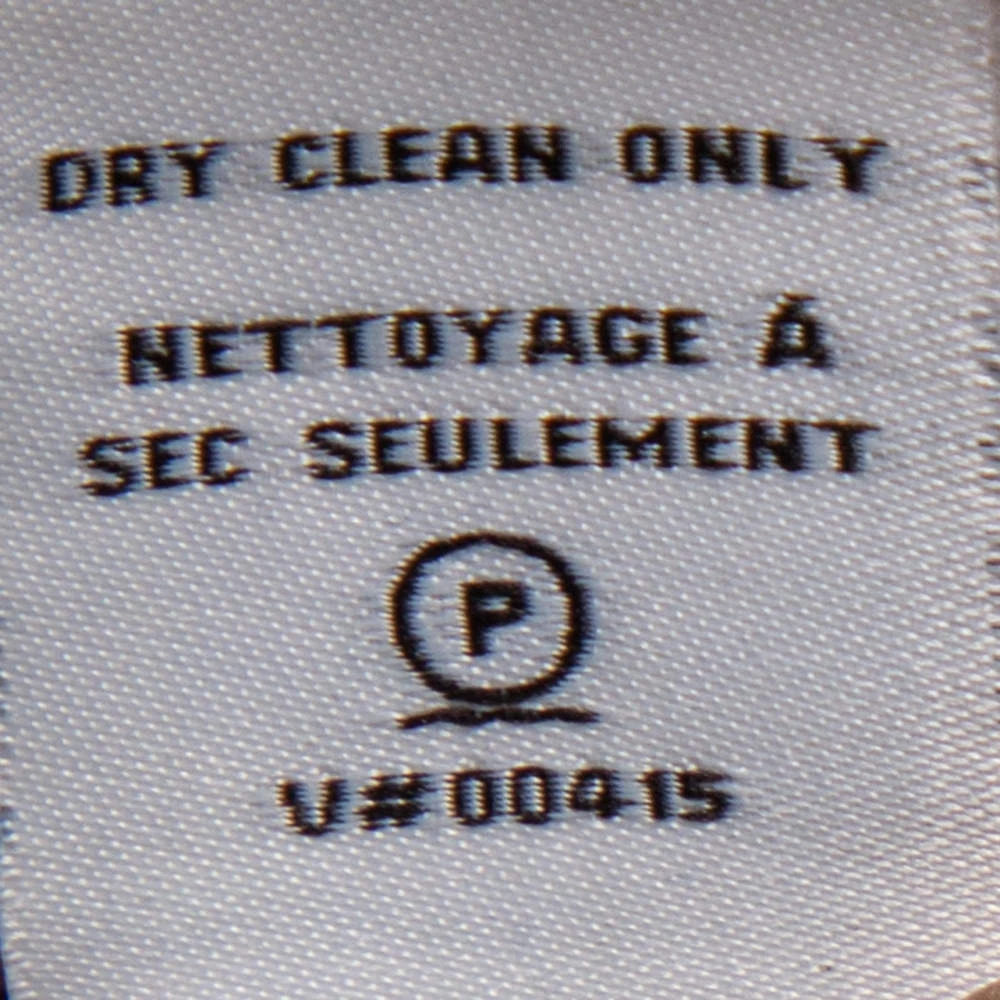 DRY CLEAN ONLY
NETTOYAGE Á
SEC SEULEMENT
P
V#00415